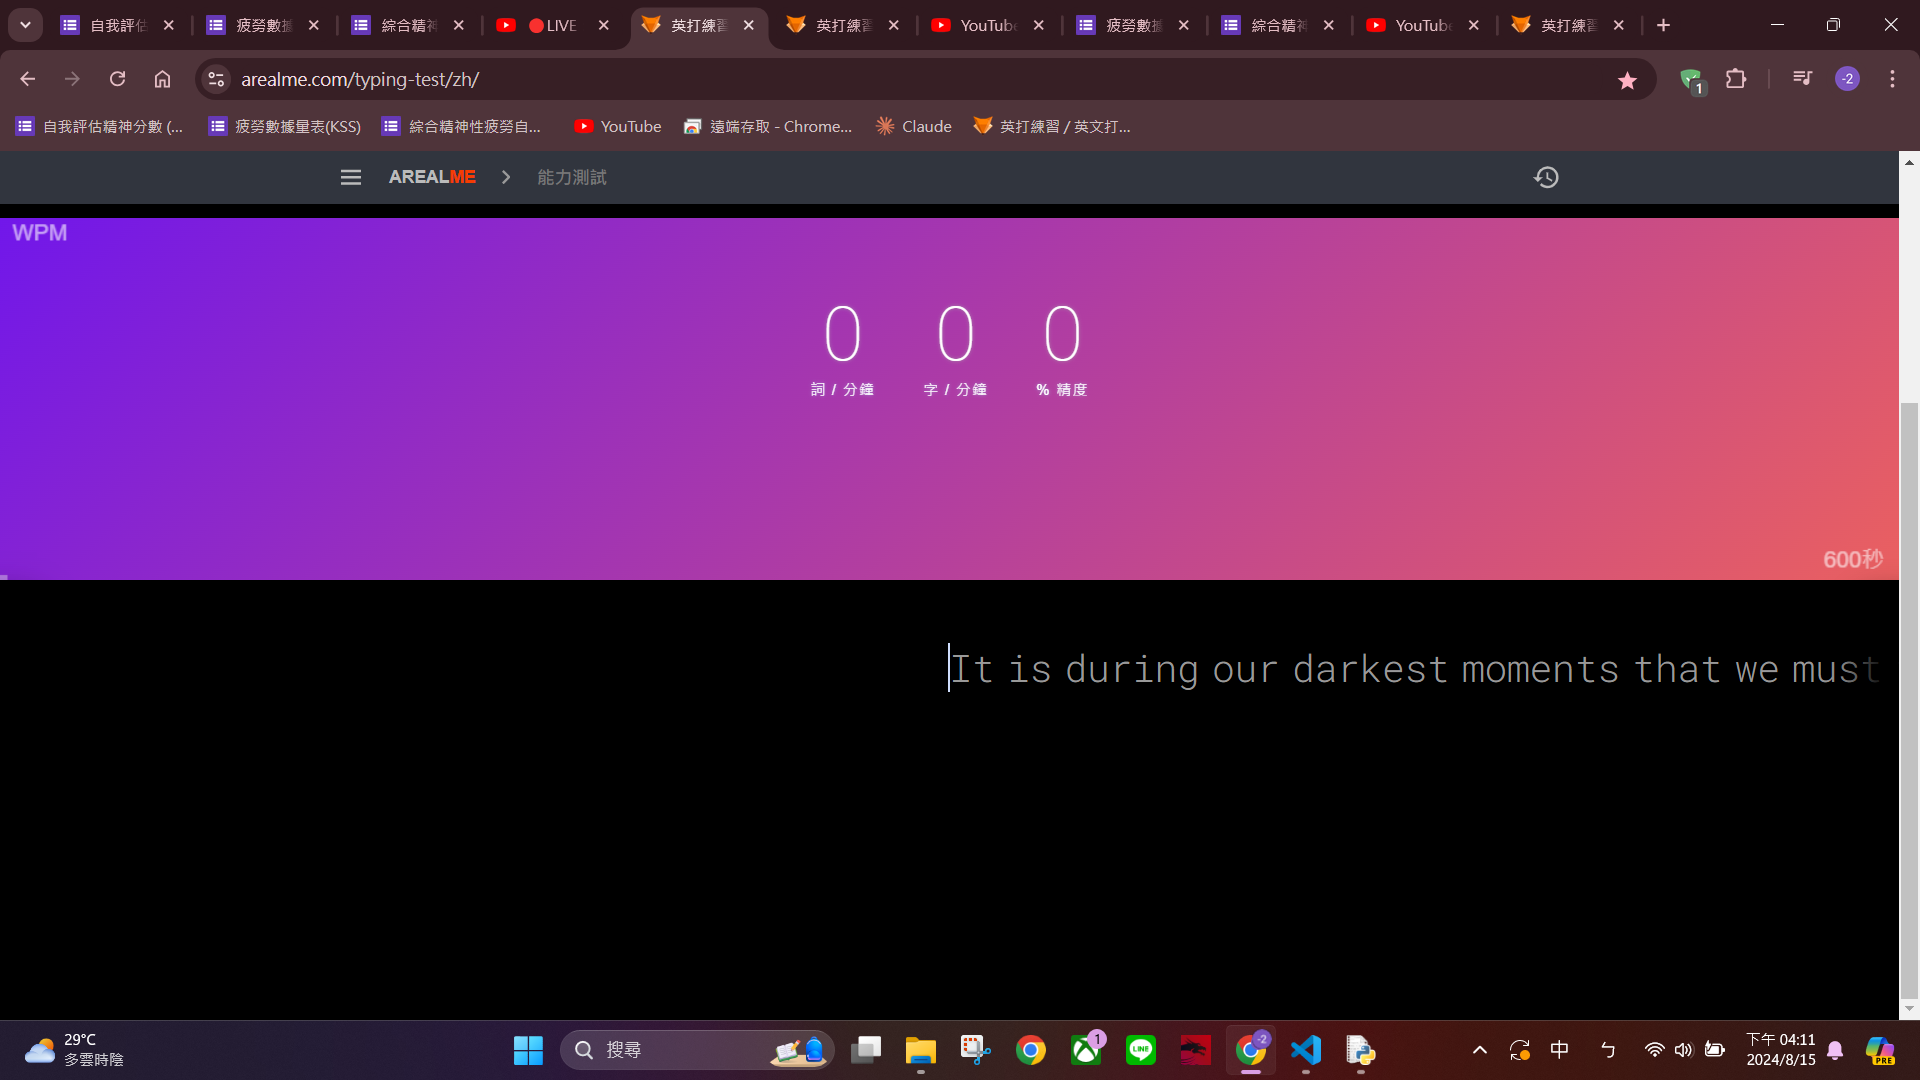 自我評估
疲勞數據
綜合精神
LIVE
英打練習
英打練習
YouTube
疲勞數據
綜合精神
YouTube
英打練習
arealme.com/typing-test/zh/
1
-2
自我評估精神分數 (...
疲勞數據量表(KSS)
綜合精神性疲勞自...
YouTube
遠端存取 - Chrome...
Claude
英打練習 / 英文打...
AREALME
能力測試
WPM
0 0 0
詞 / 分鐘 字 / 分鐘 % 精度
600秒
It is during our darkest moments that we must
29°C
多雲時陰
搜尋
1
LINE
-2
中
ㄅ
下午 04:11
2024/8/15
PRE